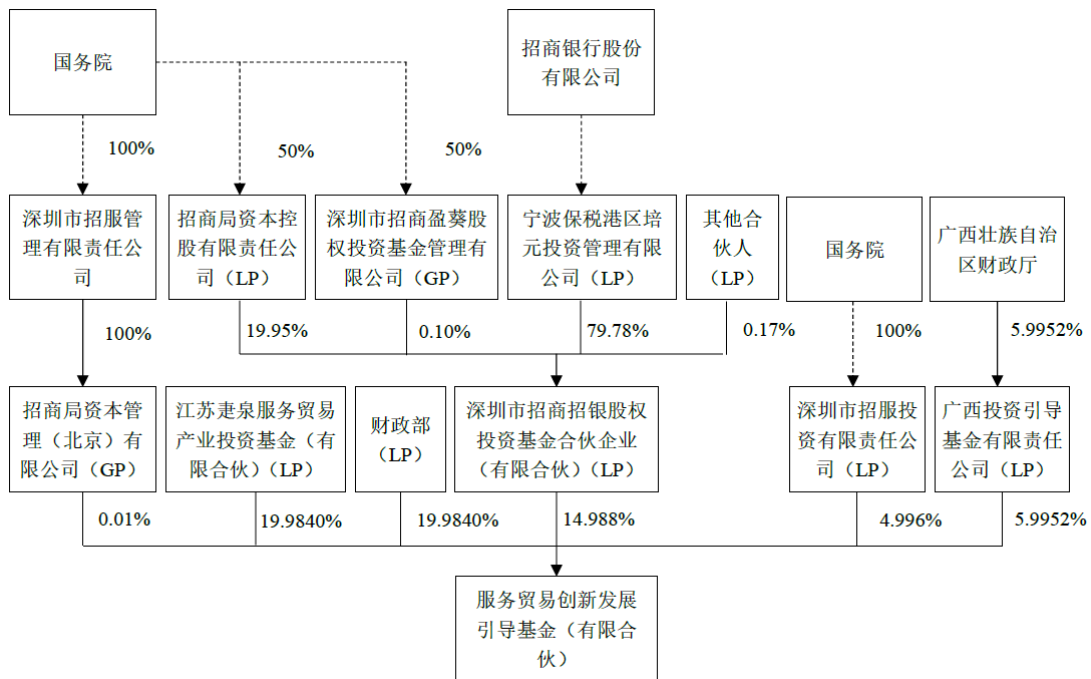 国务院
招商银行股份
有限公司
100%
50%
50%
深圳市招服管
理有限责任公
司
招商局资本控
股有限责任公
司（LP）
深圳市招商盈葵股
权投资基金管理有
限公司（GP）
宁波保税港区培
元投资管理有限
公司（LP）
其他合
伙人
（LP）
国务院
广西壮族自治
区财政厅
100%
19.95%
0.10%
79.78%
0.17%
100%
5.9952%
招商局资本管
理（北京）有
限公司（GP）
江苏疌泉服务贸易
产业投资基金（有
限合伙）（LP）
财政部
（LP）
深圳市招商招银股权
投资基金合伙企业
（有限合伙）（LP）
深圳市招服投
资有限责任公
司（LP）
广西投资引导
基金有限责任
公司（LP）
0.01%
19.9840%
19.9840%
14.988%
4.996%
5.9952%
服务贸易创新发展
引导基金（有限合
伙）